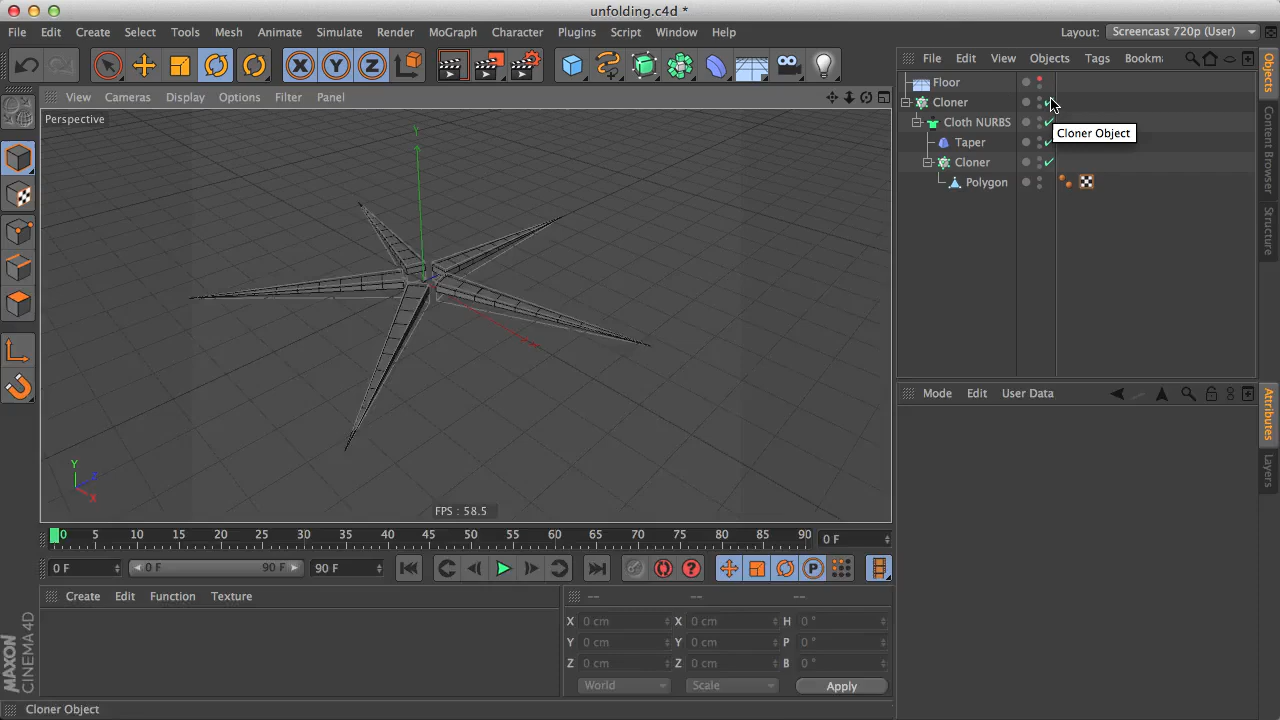 unfolding.c4d *
File Edit Create Select Tools Mesh Animate Simulate Render MoGraph Character Plugins Script Window Help Layout: Screencast 720p (User)
File Edit View Objects Tags Bookm
View Cameras Display Options Filter Panel
Perspective
Y
Floor
Cloner
Cloth NURBS
Taper
Cloner
Polygon
Cloner Object
Objects
Content Browser
Structure
Mode Edit User Data
Attributes
Layers
Y
Z
X
FPS : 58.5
0 5 10 15 20 25 30 35 40 45 50 55 60 65 70 75 80 85 90 0 F
0 F 0 F 90 F 90 F
Create Edit Function Texture
-- -- --
X 0 cm X 0 cm H 0 °
Y 0 cm Y 0 cm P 0 °
Z 0 cm Z 0 cm B 0 °
World Scale Apply
MAXON
CINEMA 4D
Cloner Object